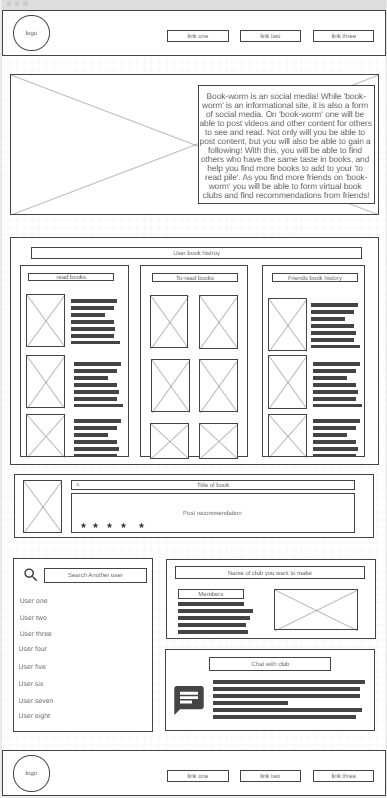 logo
link one
link two
link three
Book-worm is an social media! While 'book-
worm' is an informational site, it is also a form
of social media. On 'book-worm' one will be
able to post videos and other content for others
to see and read. Not only will you be able to
post content, but you will also be able to gain a
following! With this, you will be able to find
others who have the same taste in books, and
help you find more books to add to your 'to
read pile'. As you find more friends on 'book-
worm' you will be able to form virtual book
clubs and find recommendations from friends!
User book histroy
read books
To-read books
Friends book history
Title of book
Post recommendation
Search Another user
User one
User two
User three
User four
User five
User six
User seven
User eight
Name of club you want to make
Members
Chat with club
logo
link one
link two
link three